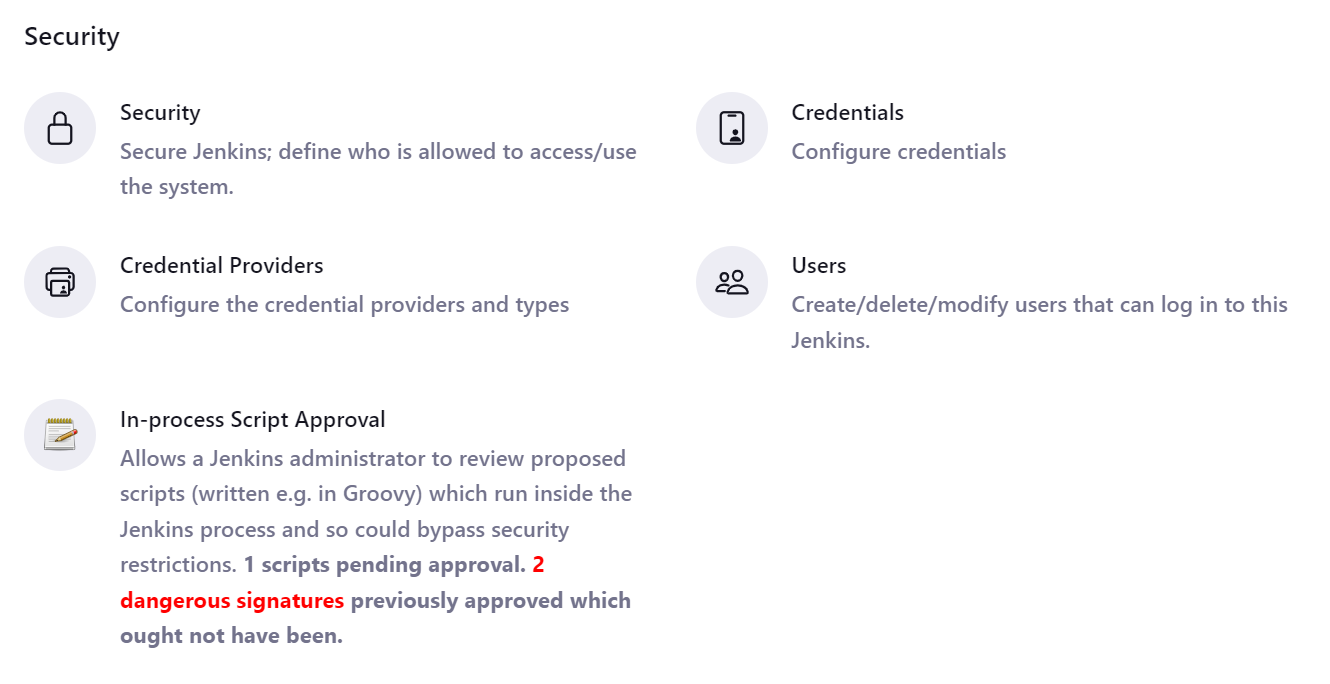 Security
Security
Secure Jenkins; define who is allowed to access/use
the system.
Credentials
Configure credentials
Credential Providers
Configure the credential providers and types
Users
Create/delete/modify users that can log in to this
Jenkins.
In-process Script Approval
Allows a Jenkins administrator to review proposed
scripts (written e.g. in Groovy) which run inside the
Jenkins process and so could bypass security
restrictions. 1 scripts pending approval. 2
dangerous signatures previously approved which
ought not have been.